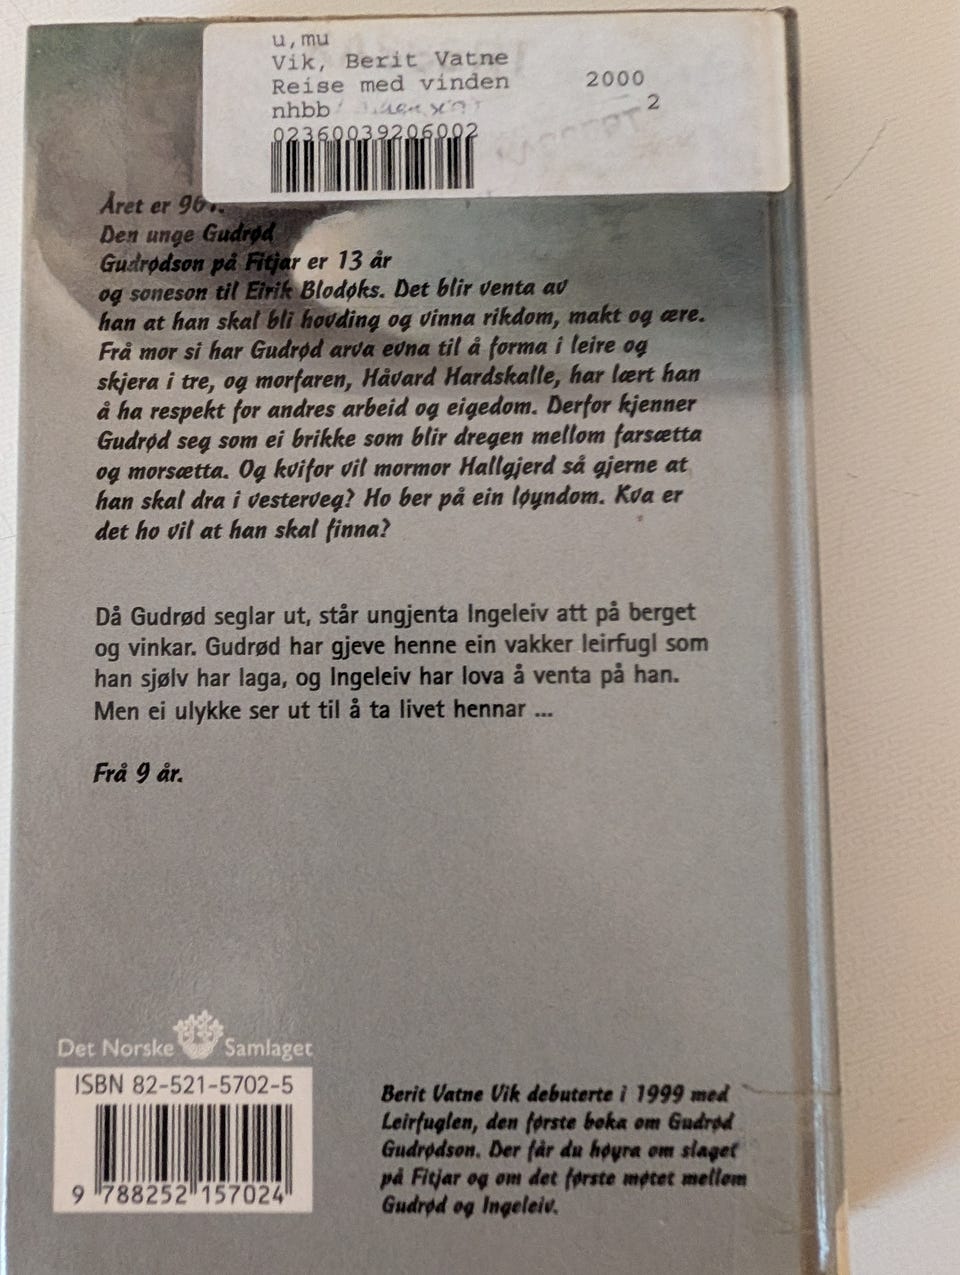 u,mu
Vik, Berit Vatne
Reise med vinden 2000
nhbb 2
02360039206002
Året er 961.
Den unge Gudrød
Gudrødson på Fitjar er 13 år
og soneson til Eirik Blodøks. Det blir venta av
han at han skal bli hovding og vinna rikdom, makt og ære.
Frå mor si har Gudrød arva evna til å forma i leire og
skjera i tre, og morfaren, Håvard Hardskalle, har lært han
å ha respekt for andres arbeid og eigedom. Derfor kjenner
Gudrød seg som ei brikke som blir dregen mellom farsætta
og morsætta. Og kvifor vil mormor Hallgjerd så gjerne at
han skal dra i vesterveg? Ho ber på ein løyndom. Kva er
det ho vil at han skal finna?
Då Gudrød seglar ut, står ungjenta Ingeleiv att på berget
og vinkar. Gudrød har gjeve henne ein vakker leirfugl som
han sjølv har laga, og Ingeleiv har lova å venta på han.
Men ei ulykke ser ut til å ta livet hennar ...
Frå 9 år.
Det Norske Samlaget
ISBN 82-521-5702-5
9 788252 157024
Berit Vatne Vik debuterte i 1999 med
Leirfuglen, den første boka om Gudrød
Gudrødson. Der får du høyra om slaget
på Fitjar og om det første møtet mellom
Gudrød og Ingeleiv.